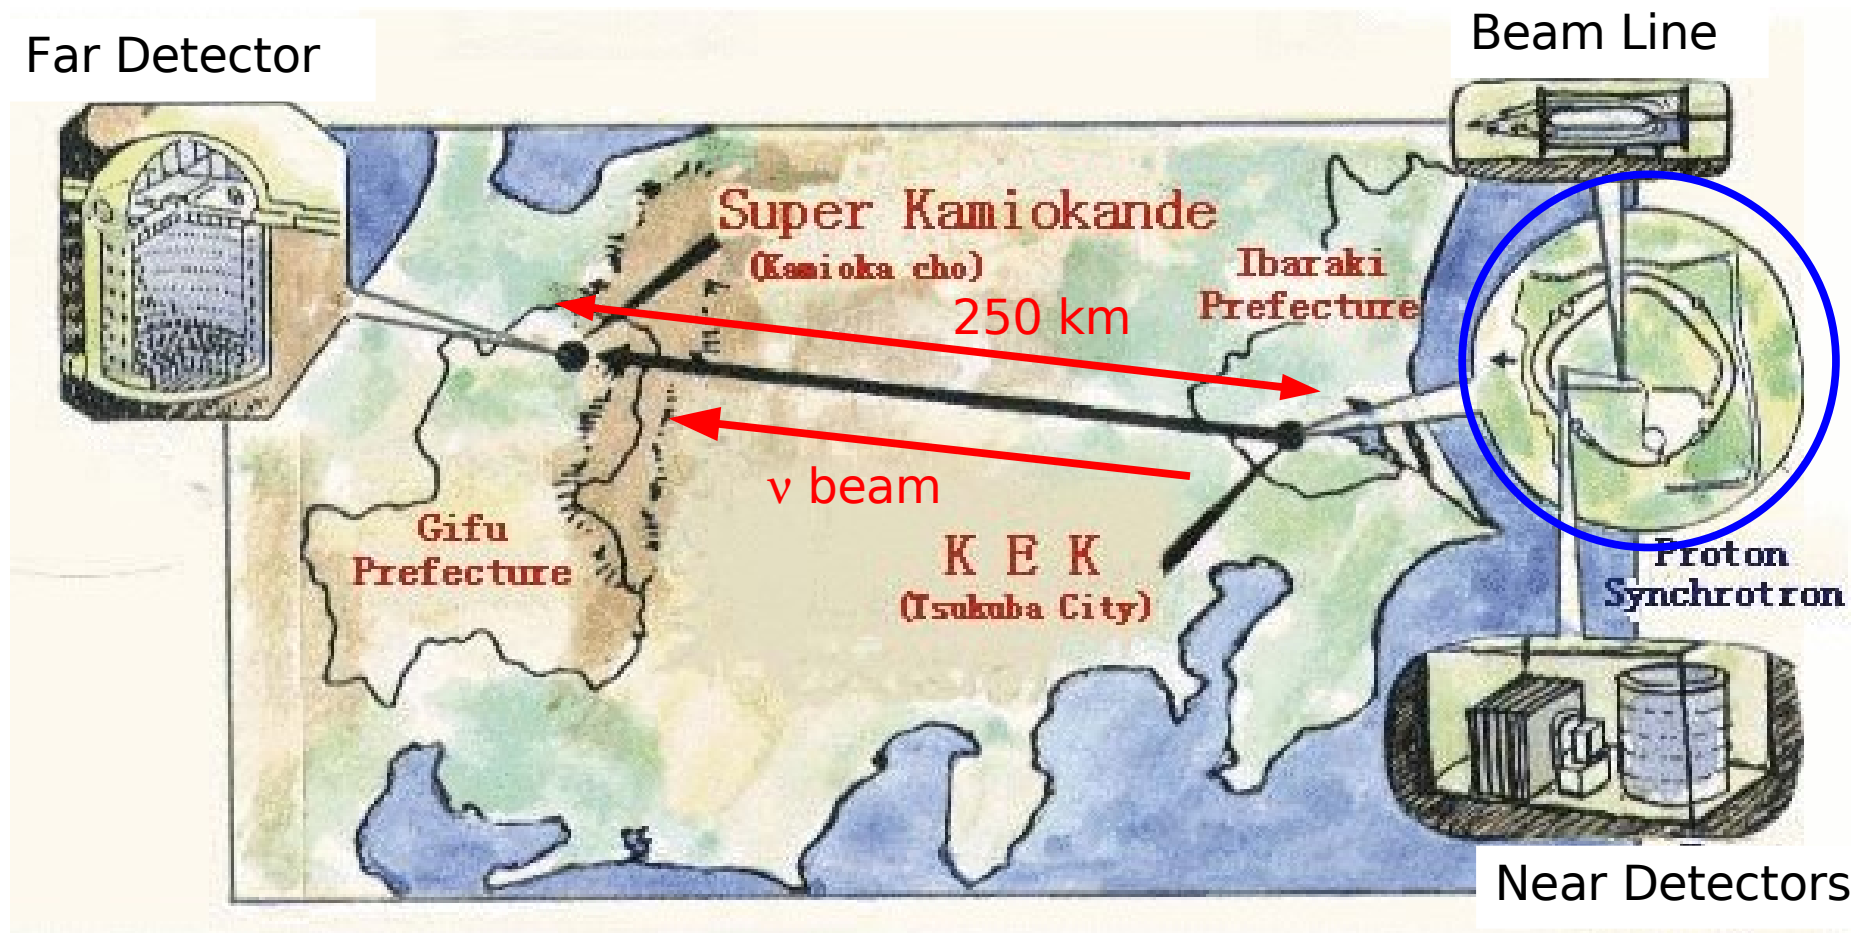 Far Detector
Beam Line
Super Kamiokande
(Kamioka cho)
Ibaraki
Prefecture
250 km
ν beam
Gifu
Prefecture
K E K
(Tsukuba City)
Proton
Synchrotron
Near Detectors